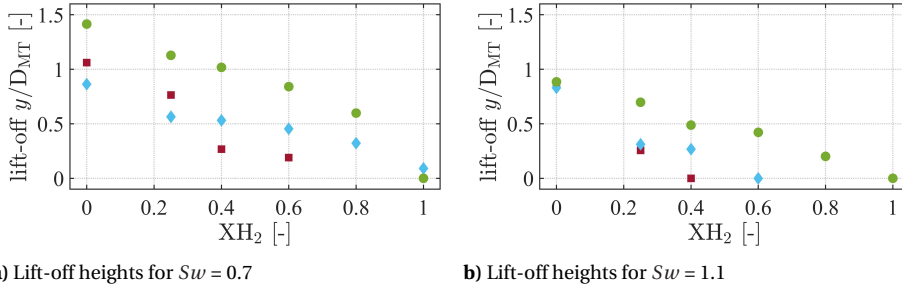 1.5
1
0.5
0
lift-off y/D_MT [-]
0 0.2 0.4 0.6 0.8 1
XH_2 [-]
) Lift-off heights for Sw = 0.7
1.5
1
0.5
0
lift-off y/D_MT [-]
0 0.2 0.4 0.6 0.8 1
XH_2 [-]
b) Lift-off heights for Sw = 1.1